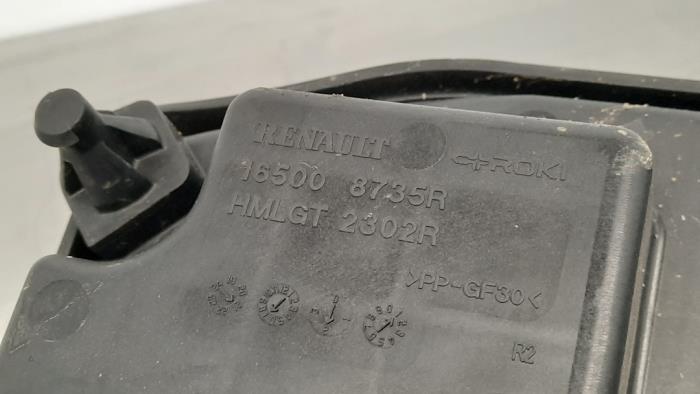 RENAULT ROKI
16500 8735R
HMLGT 2302R
>PP-GF30<
R2